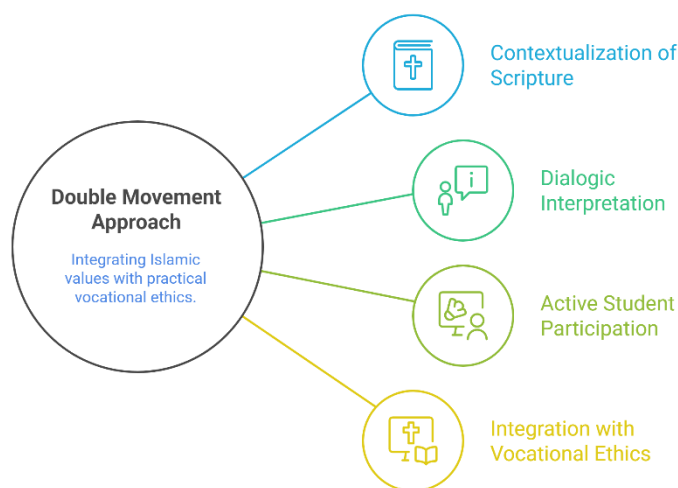 Double Movement
Approach
Integrating Islamic
values with practical
vocational ethics.
Contextualization of
Scripture
i
Dialogic
Interpretation
Active Student
Participation
Integration with
Vocational Ethics